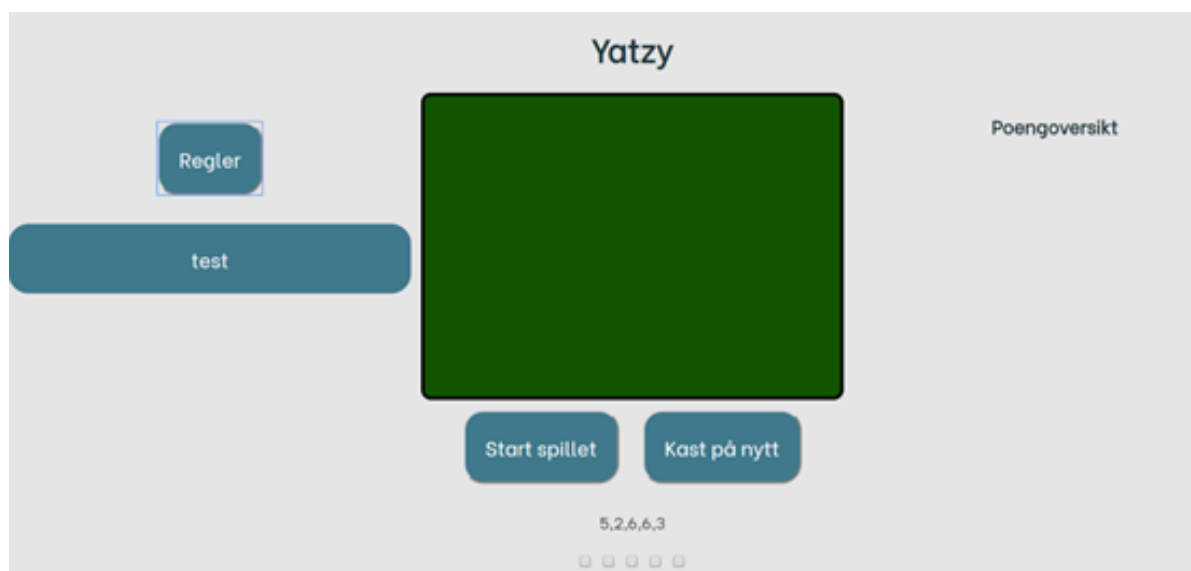 Yatzy
Regler
Poengoversikt
test
Start spillet
Kast på nytt
5,2,6,6,3